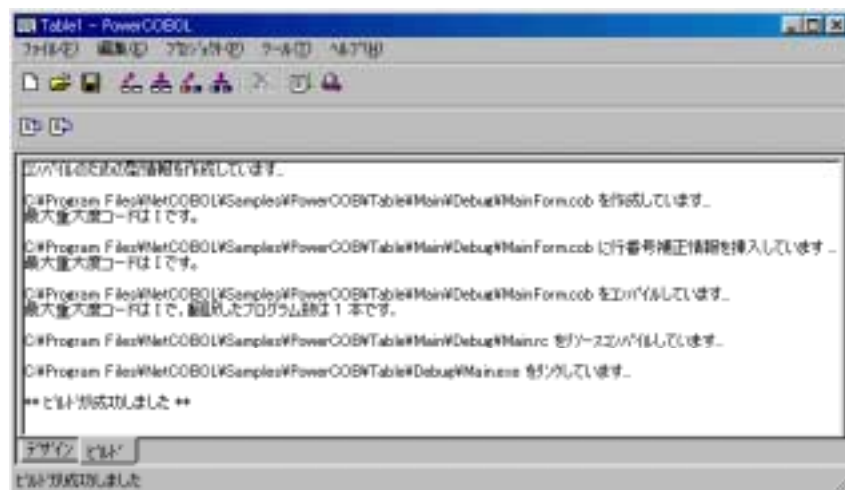 Table1 - PowerCOBOL
ﾌｧｲﾙ(F) 編集(E) ﾌﾟﾛｼﾞｪｸﾄ(P) ﾂｰﾙ(T) ﾍﾙﾌﾟ(H)
ｺﾝﾊﾟｲﾙのための型情報を作成しています...
C:¥Program Files¥NetCOBOL¥Samples¥PowerCOB¥Table¥Main¥Debug¥MainForm.cob を作成しています...
最大重大度コードは I です。
C:¥Program Files¥NetCOBOL¥Samples¥PowerCOB¥Table¥Main¥Debug¥MainForm.cob に行番号補正情報を挿入しています...
最大重大度コードは I です。
C:¥Program Files¥NetCOBOL¥Samples¥PowerCOB¥Table¥Main¥Debug¥MainForm.cob をｺﾝﾊﾟｲﾙしています...
最大重大度コードは I で，翻訳したプログラム数は 1 本です。
C:¥Program Files¥NetCOBOL¥Samples¥PowerCOB¥Table¥Main¥Debug¥Main.rc をﾘｿｰｽｺﾝﾊﾟｲﾙしています...
C:¥Program Files¥NetCOBOL¥Samples¥PowerCOB¥Table¥Debug¥Main.exe をﾘﾝｸしています...
** ﾋﾞﾙﾄﾞが成功しました **
デザイン ﾋﾞﾙﾄﾞ
ﾋﾞﾙﾄﾞが成功しました